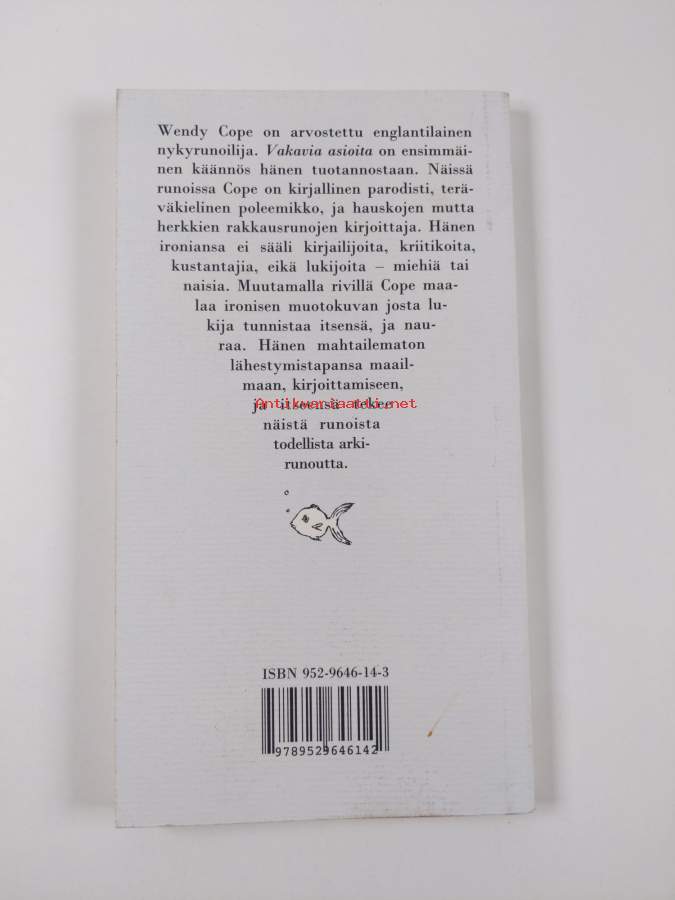 Wendy Cope on arvostettu englantilainen
nykyrunoilija. Vakavia asioita on ensimmäi-
nen käännös hänen tuotannostaan. Näissä
runoissa Cope on kirjallinen parodisti, terä-
väkielinen poleemikko, ja hauskojen mutta
herkkien rakkausrunojen kirjoittaja. Hänen
ironiansa ei sääli kirjailijoita, kriitikoita,
kustantajia, eikä lukijoita – miehiä tai
naisia. Muutamalla rivillä Cope maa-
laa ironisen muotokuvan josta lu-
kija tunnistaa itsensä, ja nau-
raa. Hänen mahtailematon
lähestymistapansa maail-
maan, kirjoittamiseen,
ja itseensä tekee
Antikvariaatti.net
näistä runoista
todellista arki-
runoutta.
ISBN 952-9646-14-3
9789529646142